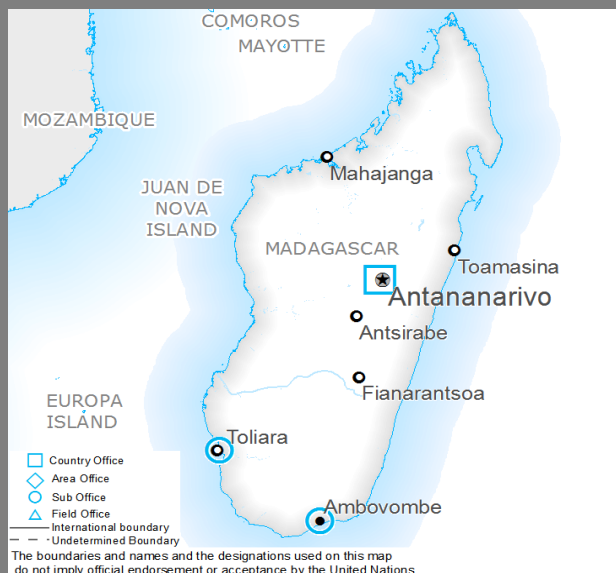 COMOROS
MAYOTTE
MOZAMBIQUE
Mahajanga
JUAN DE
NOVA
ISLAND
MADAGASCAR
Toamasina
Antananarivo
Antsirabe
Fianarantsoa
EUROPA
ISLAND
Toliara
Country Office
Area Office
Sub Office
Field Office
Ambovombe
International boundary
Undetermined Boundary
The boundaries and names and the designations used on this map
do not imply official endorsement or acceptance by the United Nations